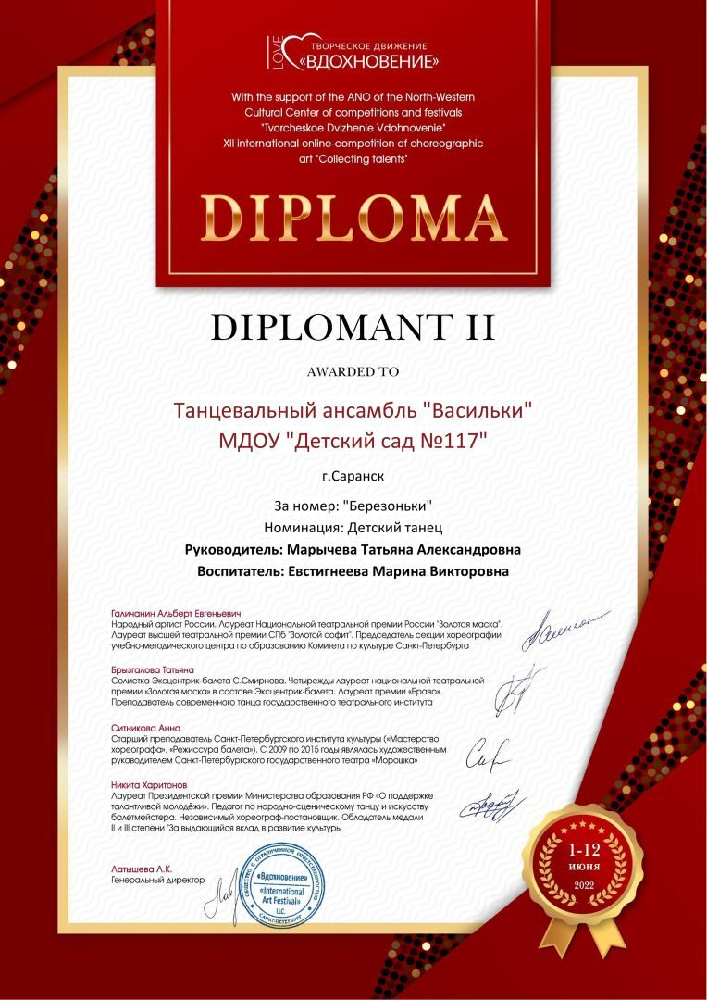 LOVE
ТВОРЧЕСКОЕ ДВИЖЕНИЕ
«ВДОХНОВЕНИЕ»
With the support of the ANO of the North-Western
Cultural Center of competitions and festivals
"Tvorcheskoe Dvizhenie Vdohnovenie"
XII international online-competition of choreographic
art "Collecting talents"
DIPLOMA
DIPLOMANT II
AWARDED TO
Танцевальный ансамбль "Васильки"
МДОУ "Детский сад №117"
г.Саранск
За номер: "Березоньки"
Номинация: Детский танец
Руководитель: Марычева Татьяна Александровна
Воспитатель: Евстигнеева Марина Викторовна
Галичанин Альберт Евгеньевич
Народный артист России. Лауреат Национальной театральной премии России "Золотая маска".
Лауреат высшей театральной премии СПб "Золотой софит". Председатель секции хореографии
учебно-методического центра по образованию Комитета по культуре Санкт-Петербурга
Брызгалова Татьяна
Солистка Эксцентрик-балета С.Смирнова. Четырежды лауреат национальной театральной
премии «Золотая маска» в составе Эксцентрик-балета. Лауреат премии «Браво».
Преподаватель современного танца государственного театрального института
Ситникова Анна
Старший преподаватель Санкт-Петербургского института культуры («Мастерство
хореографа», «Режиссура балета»). С 2009 по 2015 годы являлась художественным
руководителем Санкт-Петербургского государственного театра «Морошка»
Никита Харитонов
Лауреат Президентской премии Министерства образования РФ «О поддержке
талантливой молодёжи». Педагог по народно-сценическому танцу и искусству
балетмейстера. Независимый хореограф-постановщик. Обладатель медали
II и III степени "За выдающийся вклад в развитие культуры
Латышева Л.К.
Генеральный директор
ОБЩЕСТВО С ОГРАНИЧЕННОЙ ОТВЕТСТВЕННОСТЬЮ
«Вдохновение»
«International
Art Festival»
LLC.
САНКТ-ПЕТЕРБУРГ
1-12
ИЮНЯ
2022